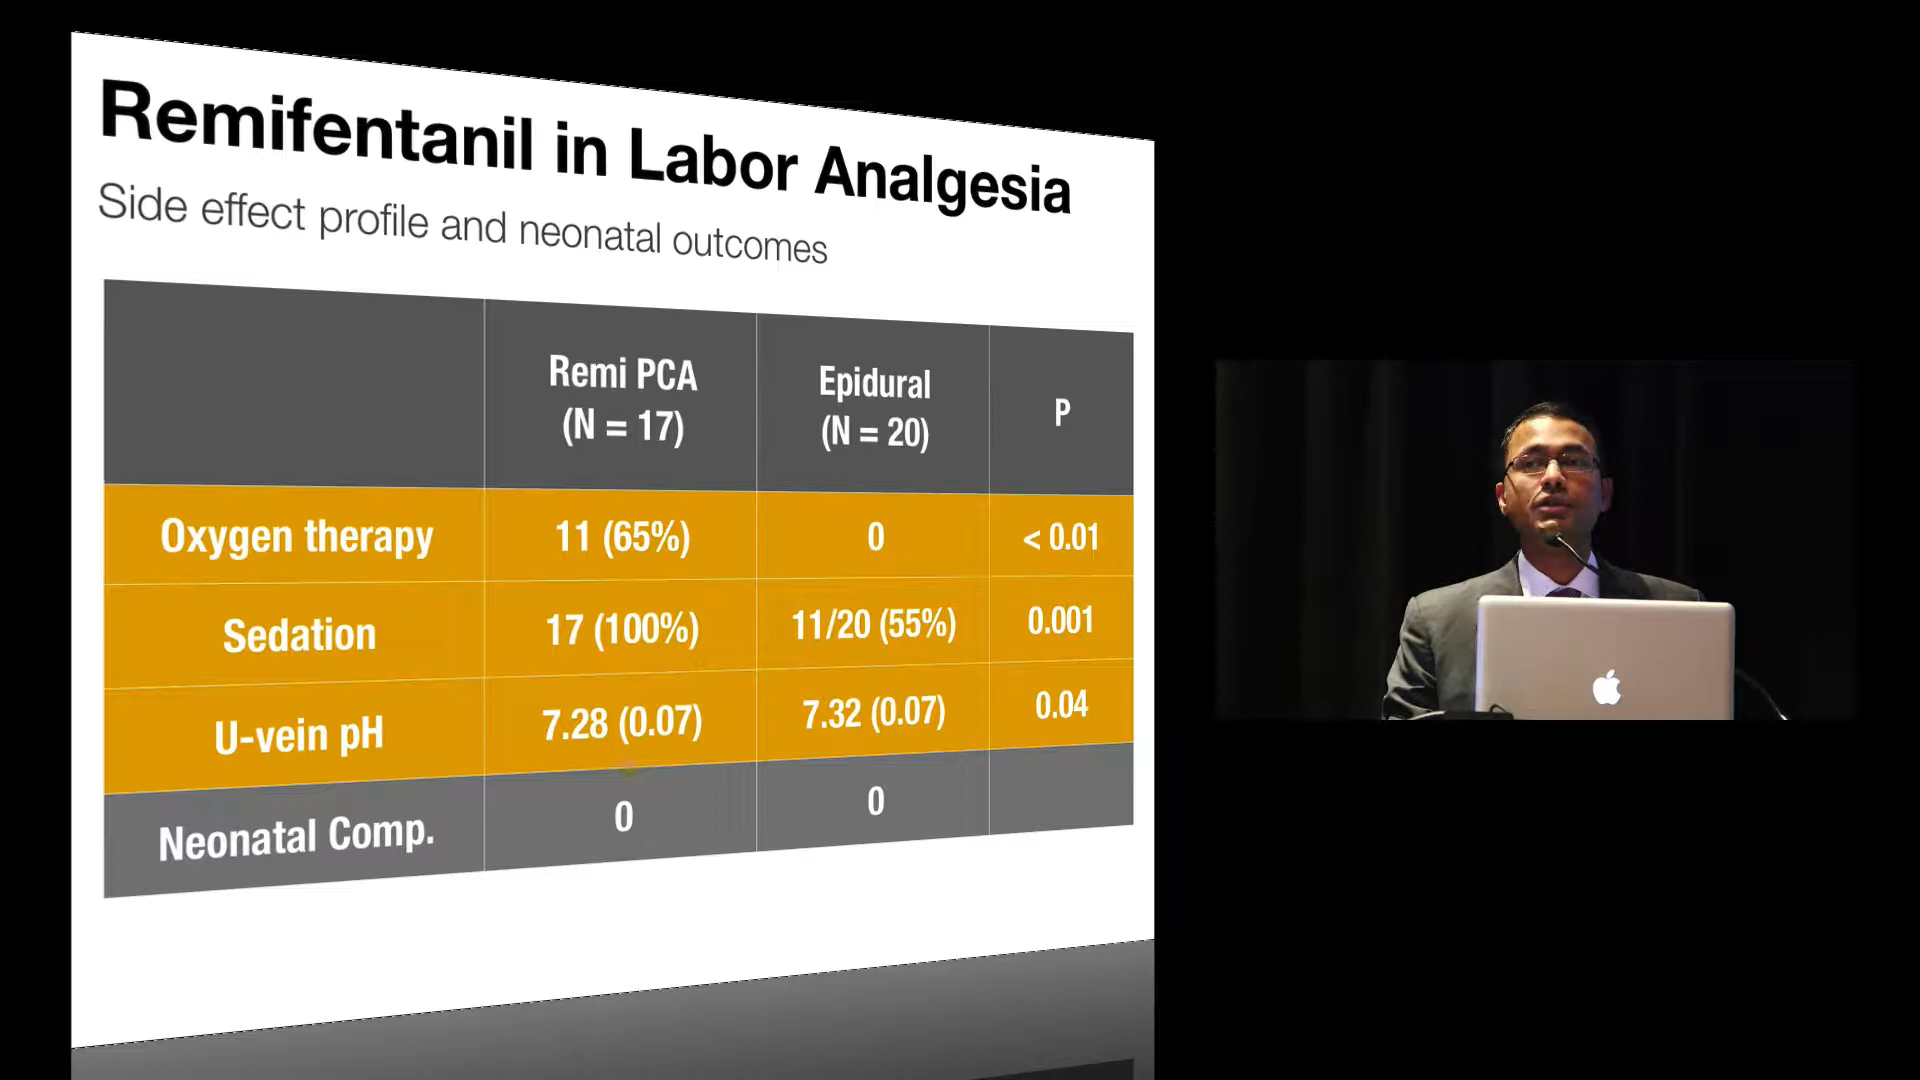 Remifentanil in Labor Analgesia
Side effect profile and neonatal outcomes
Remi PCA
(N = 17)
Epidural
(N = 20)
P
Oxygen therapy
11 (65%)
0
< 0.01
Sedation
17 (100%)
11/20 (55%)
0.001
U-vein pH
7.28 (0.07)
7.32 (0.07)
0.04
Neonatal Comp.
0
0